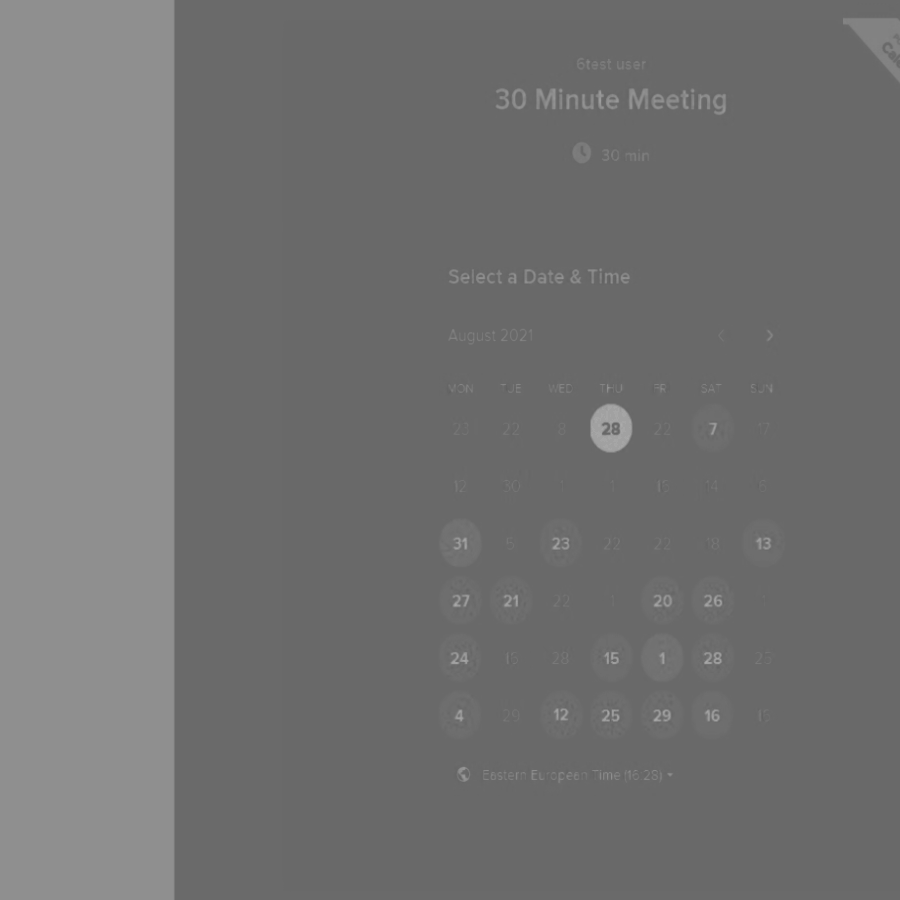 6test user
30 Minute Meeting
30 min
Select a Date & Time
August 2021
MON TUE WED THU FRI SAT SUN
23 22 8 28 22 7 17
12 30 1 1 15 14 6
31 5 23 22 22 18 13
27 21 22 1 20 26 1
24 28 15 1 28
4 29 12 25 29 16
Eastern European Time (16:28)